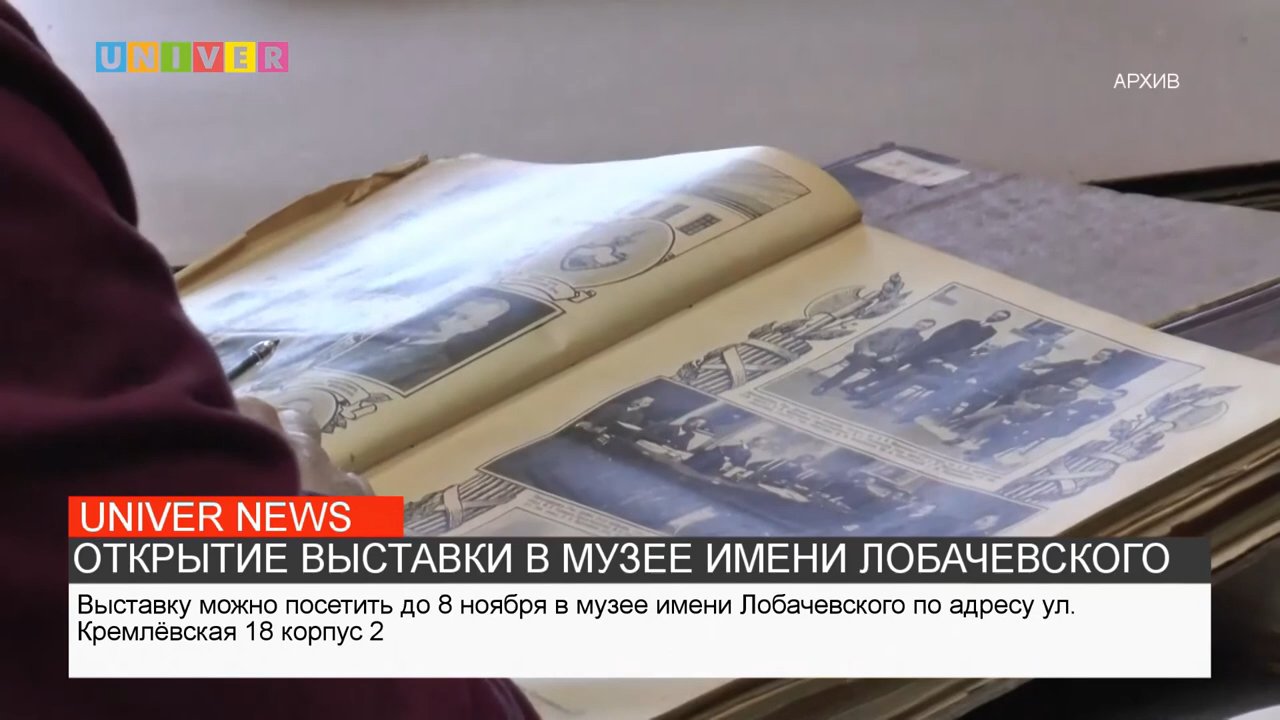 UNIVER
АРХИВ
UNIVER NEWS
ОТКРЫТИЕ ВЫСТАВКИ В МУЗЕЕ ИМЕНИ ЛОБАЧЕВСКОГО
Выставку можно посетить до 8 ноября в музее имени Лобачевского по адресу ул.
Кремлёвская 18 корпус 2